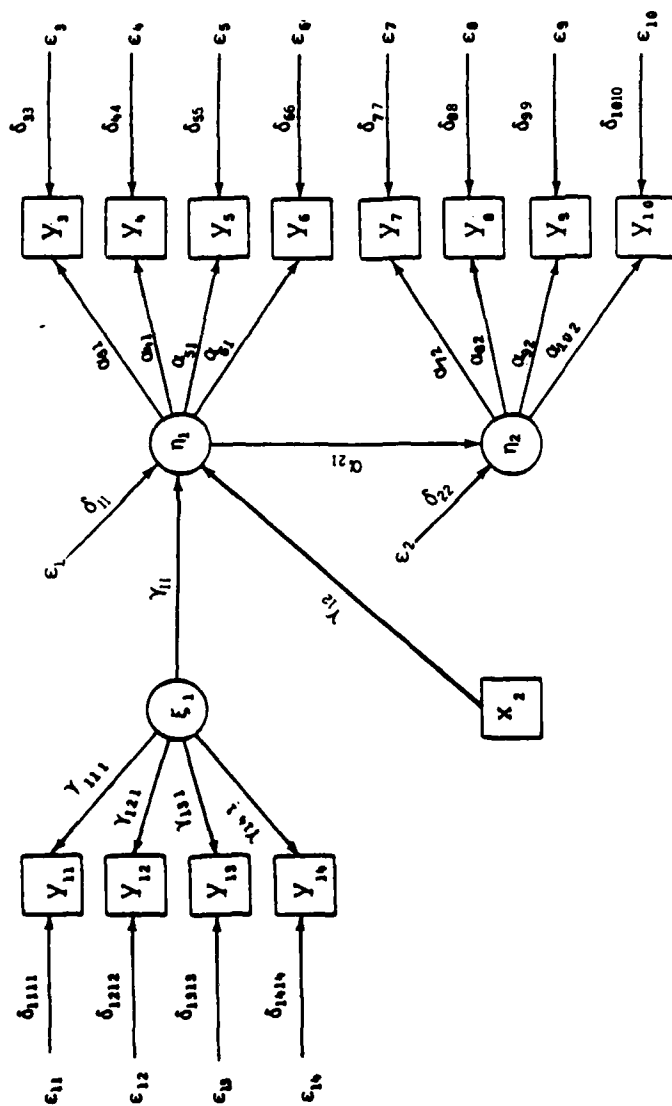 ε₁₁ δ₁₁₁₁ Y₁₁ γ₁₁₁
ε₁₂ δ₁₂₁₂ Y₁₂ γ₁₂₁
ε₁₃ δ₁₃₁₃ Y₁₃ γ₁₃₁
ε₁₄ δ₁₄₁₄ Y₁₄ γ₁₄₁
ξ₁ γ₁₁ η₁
ε₁ δ₁₁
X₂ γ₁₂
α₂₁
ε₂ δ₂₂ η₂
α₃₁ Y₃ δ₃₃ ε₃
α₄₁ Y₄ δ₄₄ ε₄
α₅₁ Y₅ δ₅₅ ε₅
α₆₁ Y₆ δ₆₆ ε₆
α₇₂ Y₇ δ₇₇ ε₇
α₈₂ Y₈ δ₈₈ ε₈
α₉₂ Y₉ δ₉₉ ε₉
α₁₀₂ Y₁₀ δ₁₀₁₀ ε₁₀